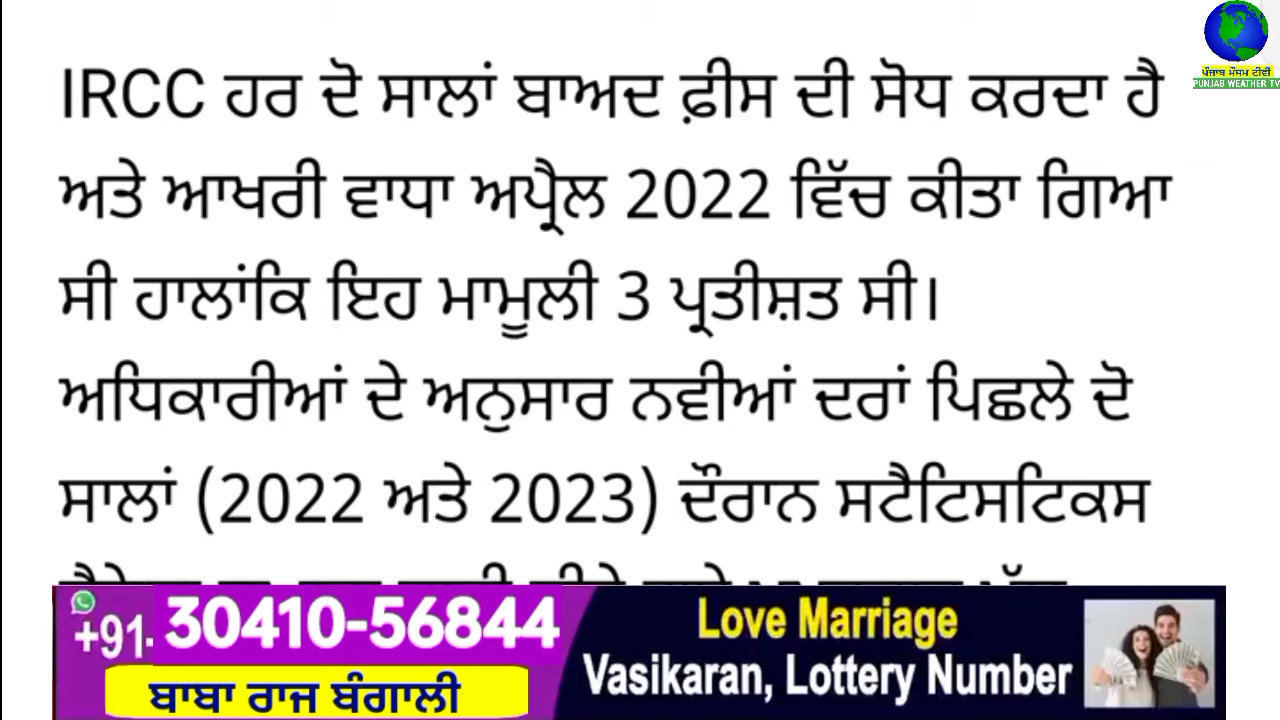 ਪੰਜਾਬ ਮੌਸਮ ਟੀਵੀ
PUNJAB WEATHER TV
IRCC ਹਰ ਦੋ ਸਾਲਾਂ ਬਾਅਦ ਫ਼ੀਸ ਦੀ ਸੋਧ ਕਰਦਾ ਹੈ
ਅਤੇ ਆਖਰੀ ਵਾਧਾ ਅਪ੍ਰੈਲ 2022 ਵਿੱਚ ਕੀਤਾ ਗਿਆ
ਸੀ ਹਾਲਾਂਕਿ ਇਹ ਮਾਮੂਲੀ 3 ਪ੍ਰਤੀਸ਼ਤ ਸੀ।
ਅਧਿਕਾਰੀਆਂ ਦੇ ਅਨੁਸਾਰ ਨਵੀਆਂ ਦਰਾਂ ਪਿਛਲੇ ਦੋ
ਸਾਲਾਂ (2022 ਅਤੇ 2023) ਦੌਰਾਨ ਸਟੈਟਿਸਟਿਕਸ
+91. 30410-56844
ਬਾਬਾ ਰਾਜ ਬੰਗਾਲੀ
Love Marriage
Vasikaran, Lottery Number